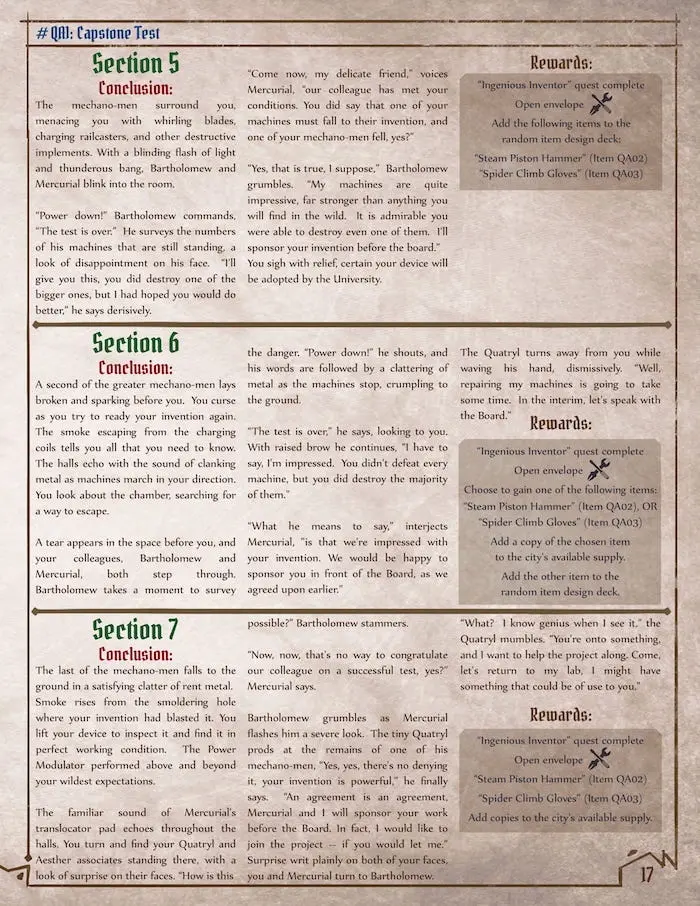 #QA1: Capstone Test
Section 5
Conclusion:
The mechano-men surround you,
menacing you with whirling blades,
charging railcasters, and other destructive
implements. With a blinding flash of light
and thunderous bang, Bartholomew and
Mercurial blink into the room.
"Power down!" Bartholomew commands,
"The test is over." He surveys the numbers
of his machines that are still standing, a
look of disappointment on his face. "I'll
give you this, you did destroy one of the
bigger ones, but I had hoped you would do
better," he says derisively.
"Come now, my delicate friend," voices
Mercurial, "our colleague has met your
conditions. You did say that one of your
machines must fall to their invention, and
one of your mechano-men fell, yes?"
"Yes, that is true, I suppose," Bartholomew
grumbles. "My machines are quite
impressive, far stronger than anything you
will find in the wild. It is admirable you
were able to destroy even one of them. I'll
sponsor your invention before the board."
You sigh with relief, certain your device will
be adopted by the University.
Rewards:
"Ingenious Inventor" quest complete
Open envelope
Add the following items to the
random item design deck:
"Steam Piston Hammer" (Item QA02)
"Spider Climb Gloves" (Item QA03)
Section 6
Conclusion:
A second of the greater mechano-men lays
broken and sparking before you. You curse
as you try to ready your invention again.
The smoke escaping from the charging
coils tells you all that you need to know.
The halls echo with the sound of clanking
metal as machines march in your direction.
You look about the chamber, searching for
a way to escape.
A tear appears in the space before you, and
your colleagues, Bartholomew and
Mercurial, both step through.
Bartholomew takes a moment to survey
the danger. "Power down!" he shouts, and
his words are followed by a clattering of
metal as the machines stop, crumpling to
the ground.
"The test is over," he says, looking to you.
With raised brow he continues, "I have to
say, I'm impressed. You didn't defeat every
machine, but you did destroy the majority
of them."
"What he means to say," interjects
Mercurial, "is that we're impressed with
your invention. We would be happy to
sponsor you in front of the Board, as we
agreed upon earlier."
The Quatryl turns away from you while
waving his hand, dismissively. "Well,
repairing my machines is going to take
some time. In the interim, let's speak with
the Board."
Rewards:
"Ingenious Inventor" quest complete
Open envelope
Choose to gain one of the following items:
"Steam Piston Hammer" (Item QA02), OR
"Spider Climb Gloves" (Item QA03)
Add a copy of the chosen item
to the city's available supply.
Add the other item to the
random item design deck.
Section 7
Conclusion:
The last of the mechano-men falls to the
ground in a satisfying clatter of rent metal.
Smoke rises from the smoldering hole
where your invention had blasted it. You
lift your device to inspect it and find it in
perfect working condition. The Power
Modulator performed above and beyond
your wildest expectations.
The familiar sound of Mercurial's
translocator pad echoes throughout the
halls. You turn and find your Quatryl and
Aesther associates standing there, with a
look of surprise on their faces. "How is this
possible?" Bartholomew stammers.
"Now, now, that's no way to congratulate
our colleague on a successful test, yes?"
Mercurial says.
Bartholomew grumbles as Mercurial
flashes him a severe look. The tiny Quatryl
prods at the remains of one of his
mechano-men, "Yes, yes, there's no denying
it, your invention is powerful," he finally
says. "An agreement is an agreement,
Mercurial and I will sponsor your work
before the Board. In fact, I would like to
join the project -- if you would let me."
Surprise writ plainly on both of your faces,
you and Mercurial turn to Bartholomew.
"What? I know genius when I see it," the
Quatryl mumbles. "You're onto something,
and I want to help the project along. Come,
let's return to my lab, I might have
something that could be of use to you."
Rewards:
"Ingenious Inventor" quest complete
Open envelope
"Steam Piston Hammer" (Item QA02)
"Spider Climb Gloves" (Item QA03)
Add copies to the city's available supply.
17